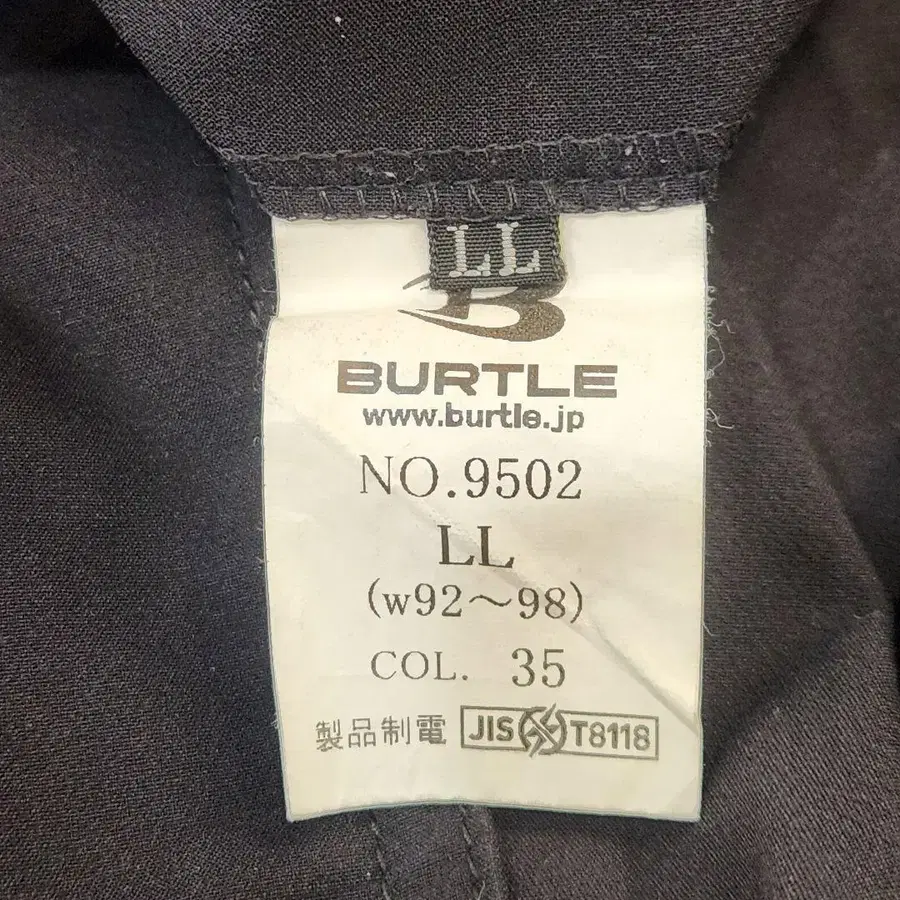 LL
B
BURTLE
www.burtle.jp
NO.9502
LL
(w92～98)
COL. 35
製品制電 JIS T8118